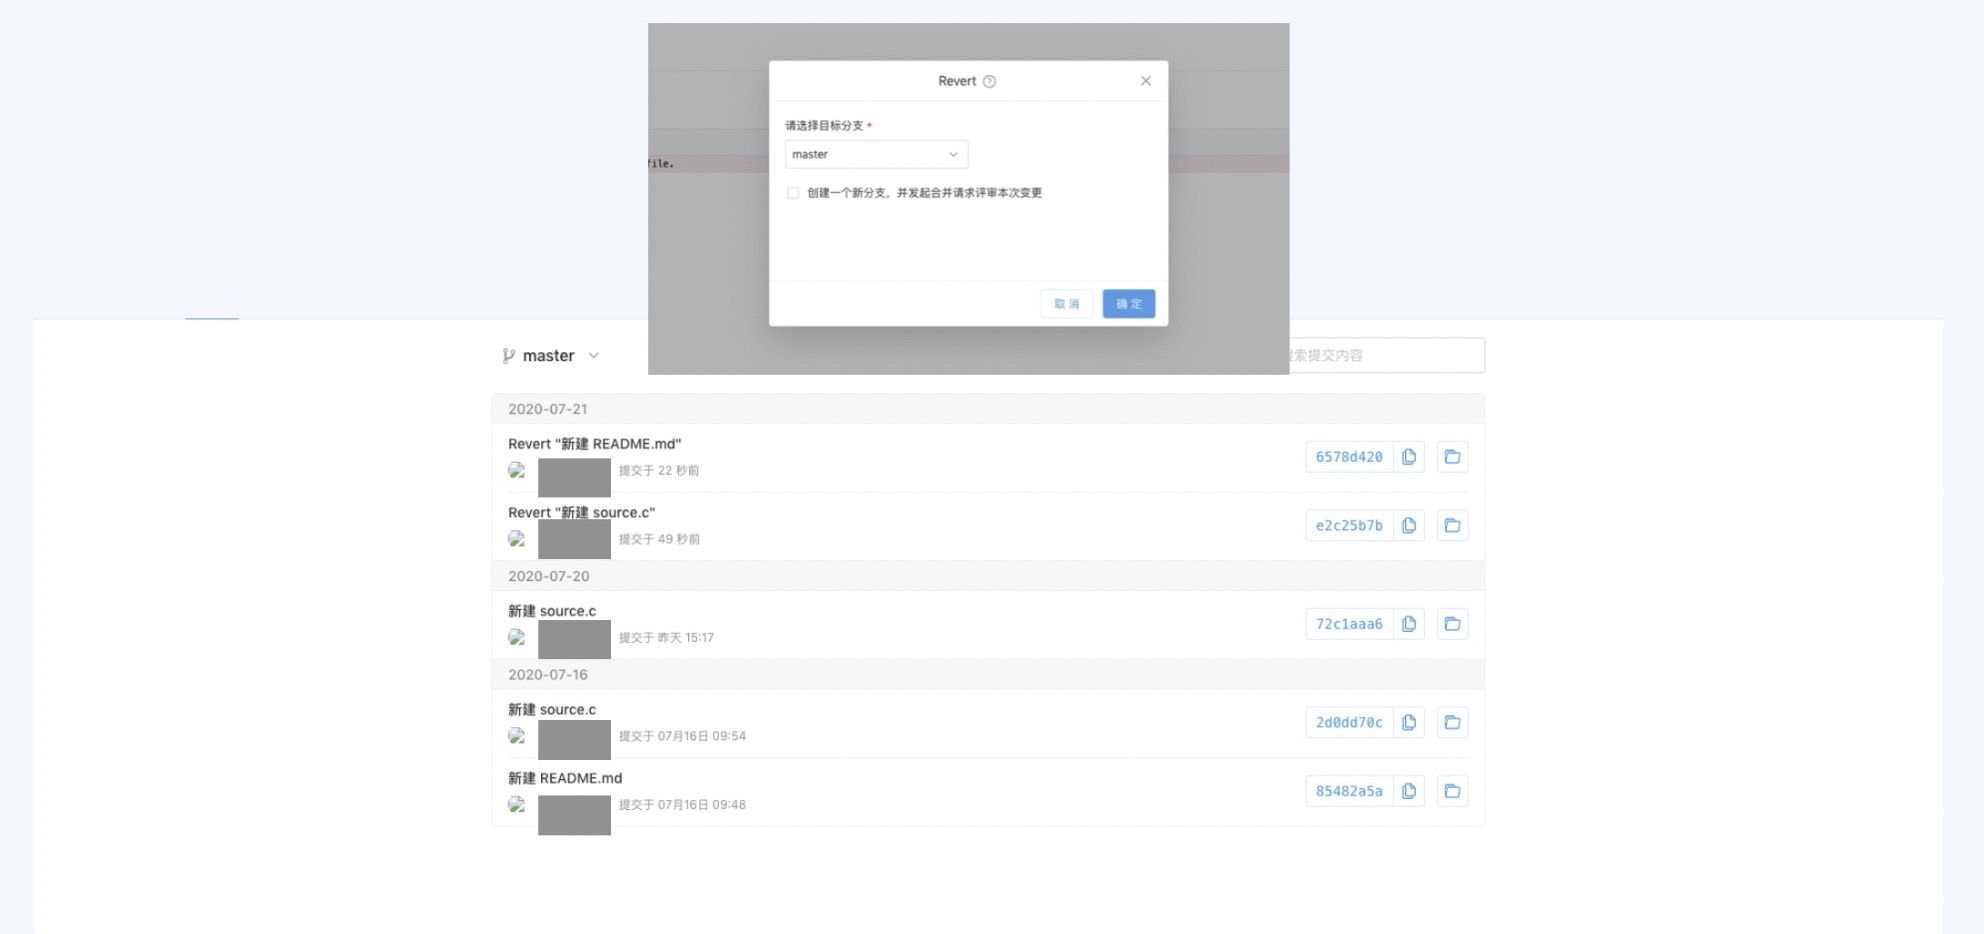 Revert
请选择目标分支 *
master
file.
创建一个新分支，并发起合并请求评审本次变更
取 消
确 定
master
搜索提交内容
2020-07-21
Revert "新建 README.md"
提交于 22 秒前
6578d420
Revert "新建 source.c"
提交于 49 秒前
e2c25b7b
2020-07-20
新建 source.c
提交于 昨天 15:17
72c1aaa6
2020-07-16
新建 source.c
提交于 07月16日 09:54
2d0dd70c
新建 README.md
提交于 07月16日 09:48
85482a5a